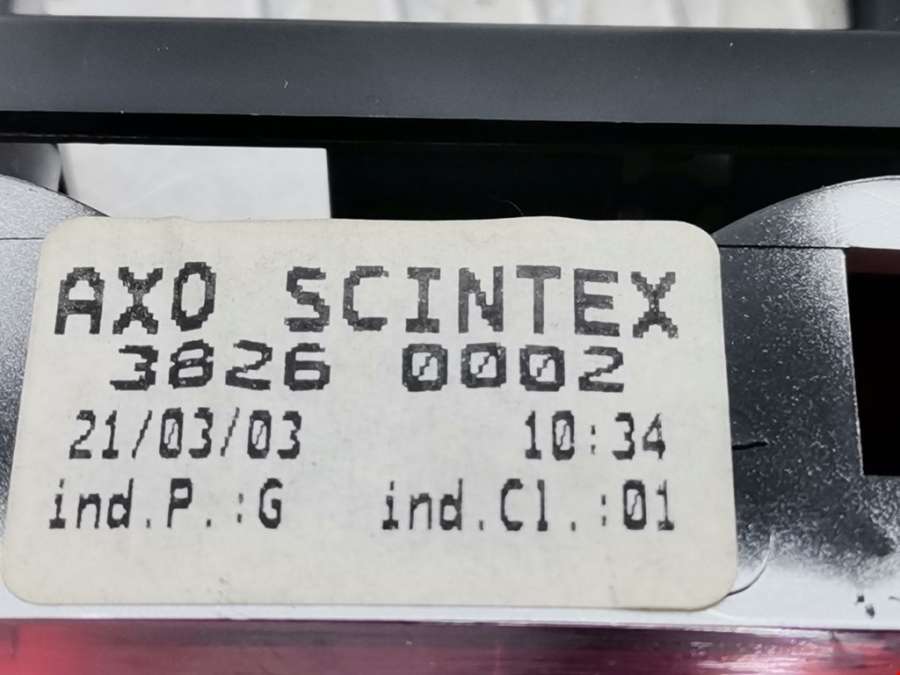 AXO SCINTEX
3826 0002
21/03/03 10:34
ind.P.:G ind.Cl.:01